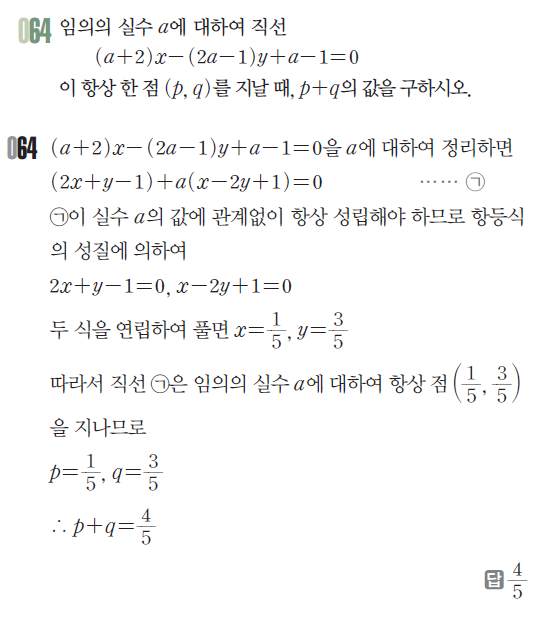 064 임의의 실수 a에 대하여 직선
(a+2)x-(2a-1)y+a-1=0
이 항상 한 점 (p, q)를 지날 때, p+q의 값을 구하시오.
064 (a+2)x-(2a-1)y+a-1=0을 a에 대하여 정리하면
(2x+y-1)+a(x-2y+1)=0 …… ㉠
㉠이 실수 a의 값에 관계없이 항상 성립해야 하므로 항등식
의 성질에 의하여
2x+y-1=0, x-2y+1=0
두 식을 연립하여 풀면 x=1/5, y=3/5
따라서 직선 ㉠은 임의의 실수 a에 대하여 항상 점 (1/5, 3/5)
을 지나므로
p=1/5, q=3/5
∴ p+q=4/5
답 4/5